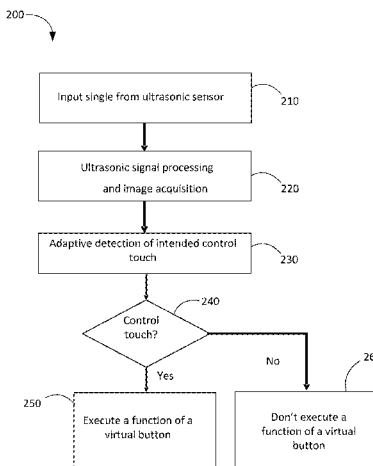 200
Input single from ultrasonic sensor
210
Ultrasonic signal processing
and image acquisition
220
Adaptive detection of intended control
touch
230
Control
touch?
240
No
Yes
250
Execute a function of a
virtual button
Don't execute a
function of a virtual
button